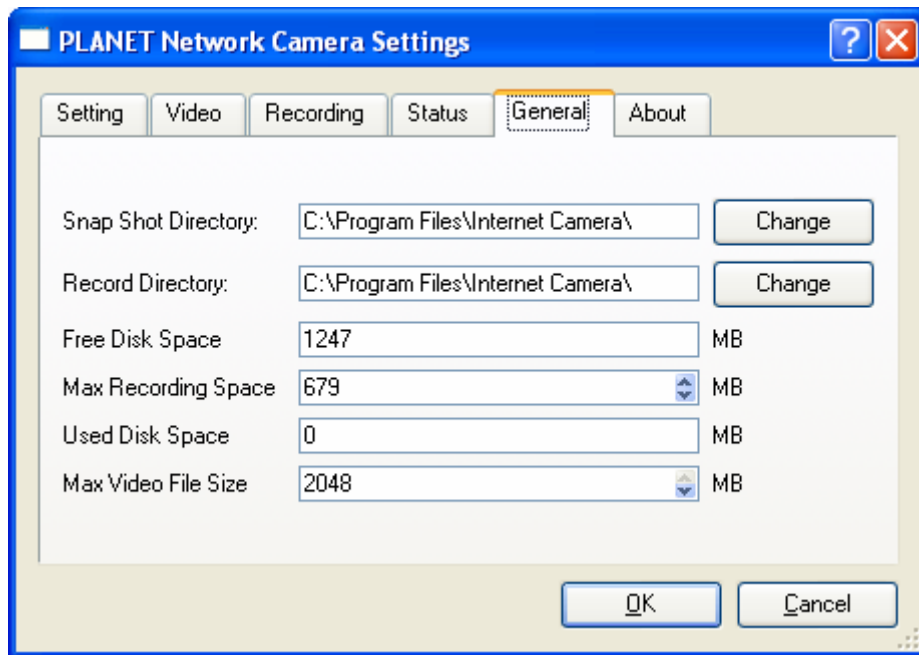 PLANET Network Camera Settings
Setting Video Recording Status General About
Snap Shot Directory: C:\Program Files\Internet Camera\ Change
Record Directory: C:\Program Files\Internet Camera\ Change
Free Disk Space 1247 MB
Max Recording Space 679 MB
Used Disk Space 0 MB
Max Video File Size 2048 MB
OK Cancel